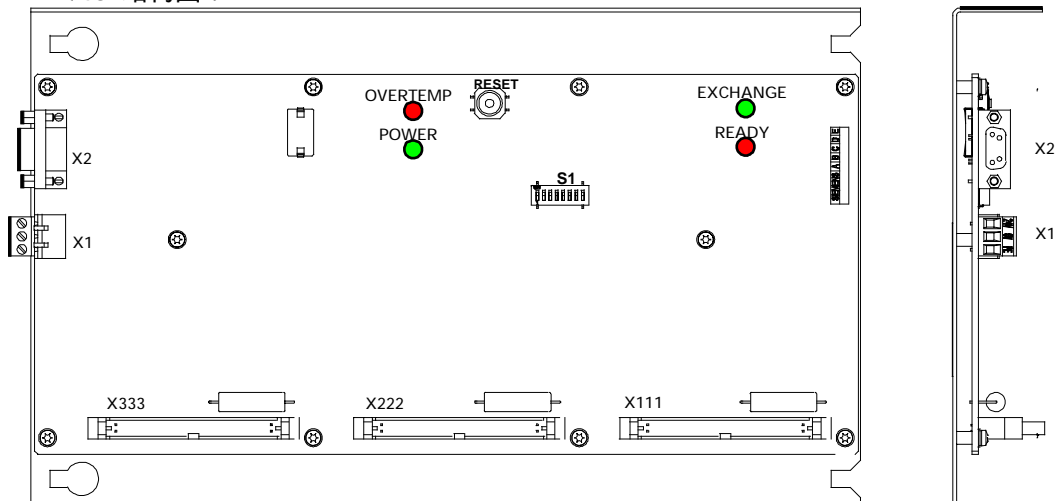 RESET
OVERTEMP
EXCHANGE
POWER
READY
X2
S1
X1
X333
X222
X111
X2
X1